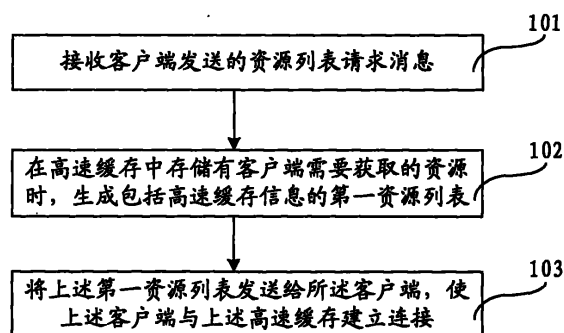 101
接收客户端发送的资源列表请求消息
102
在高速缓存中存储有客户端需要获取的资源
时，生成包括高速缓存信息的第一资源列表
103
将上述第一资源列表发送给所述客户端，使
上述客户端与上述高速缓存建立连接